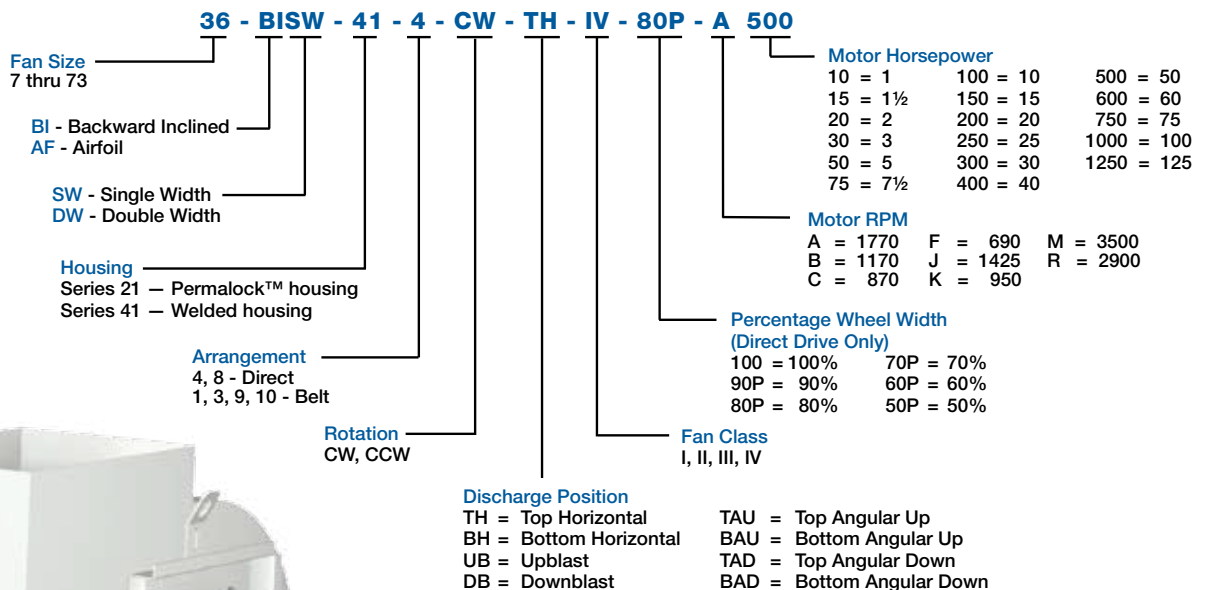 36 - BISW - 41 - 4 - CW - TH - IV - 80P - A 500
Fan Size
7 thru 73
BI - Backward Inclined
AF - Airfoil
SW - Single Width
DW - Double Width
Housing
Series 21 — Permalock™ housing
Series 41 — Welded housing
Arrangement
4, 8 - Direct
1, 3, 9, 10 - Belt
Rotation
CW, CCW
Discharge Position
TH = Top Horizontal TAU = Top Angular Up
BH = Bottom Horizontal BAU = Bottom Angular Up
UB = Upblast TAD = Top Angular Down
DB = Downblast BAD = Bottom Angular Down
Fan Class
I, II, III, IV
Percentage Wheel Width
(Direct Drive Only)
100 = 100% 70P = 70%
90P = 90% 60P = 60%
80P = 80% 50P = 50%
Motor RPM
A = 1770 F = 690 M = 3500
B = 1170 J = 1425 R = 2900
C = 870 K = 950
Motor Horsepower
10 = 1 100 = 10 500 = 50
15 = 1½ 150 = 15 600 = 60
20 = 2 200 = 20 750 = 75
30 = 3 250 = 25 1000 = 100
50 = 5 300 = 30 1250 = 125
75 = 7½ 400 = 40